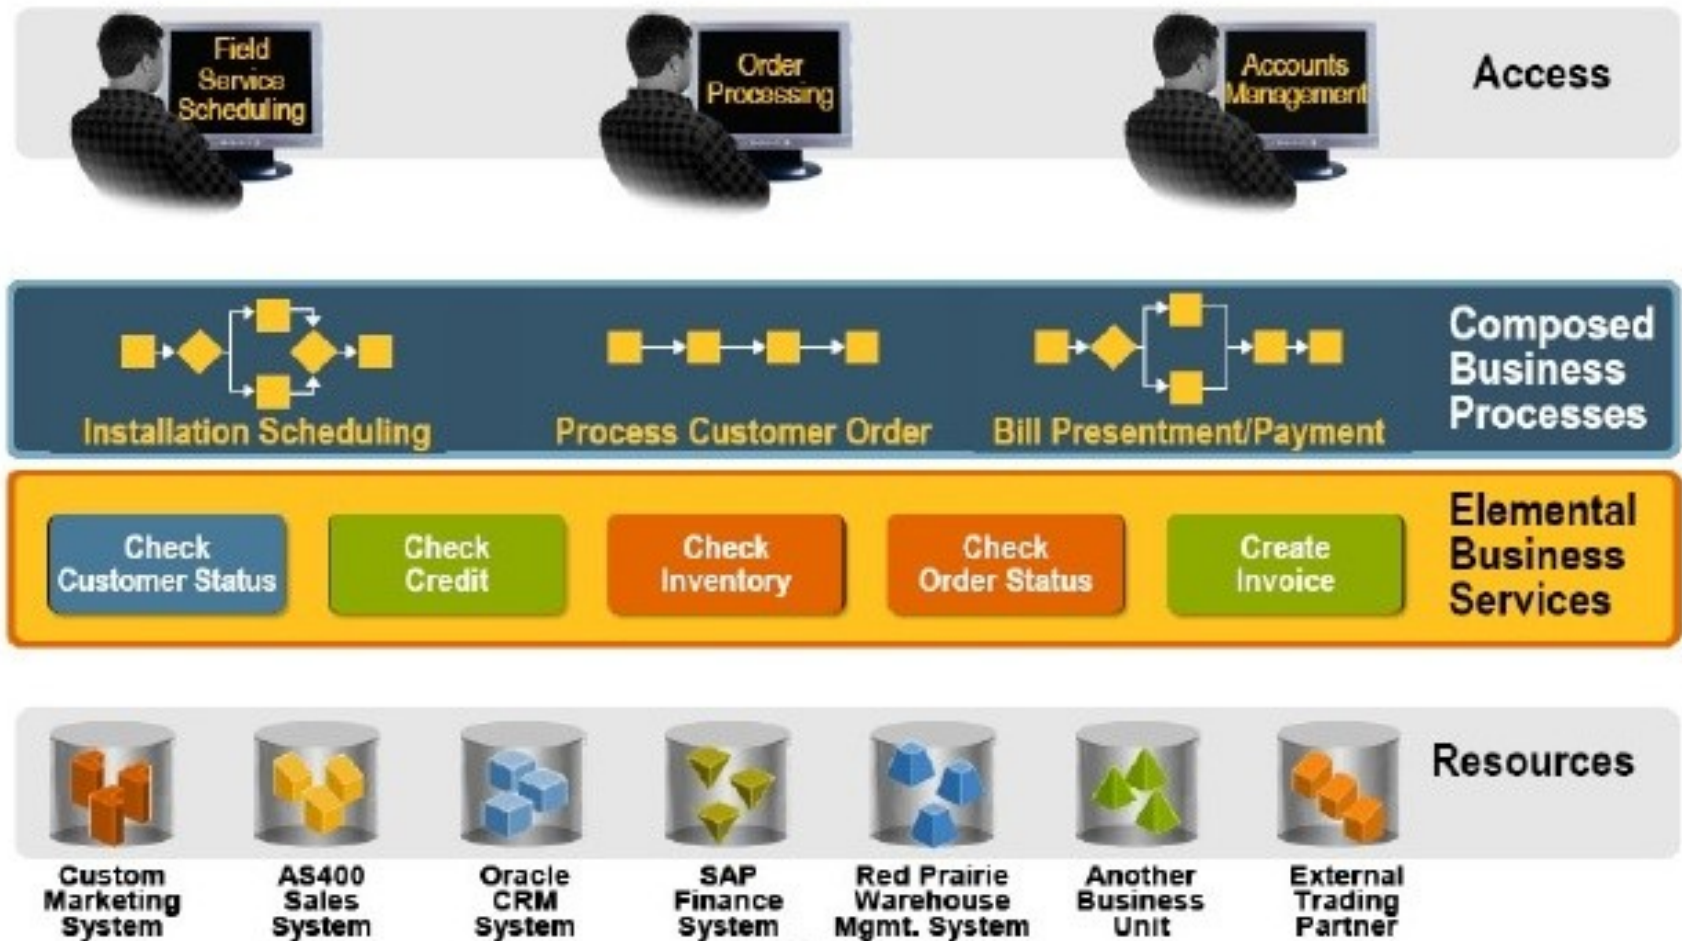 Field
Service
Scheduling
Order
Processing
Accounts
Management
Access
Installation Scheduling
Process Customer Order
Bill Presentment/Payment
Composed
Business
Processes
Check
Customer Status
Check
Credit
Check
Inventory
Check
Order Status
Create
Invoice
Elemental
Business
Services
Resources
Custom
Marketing
System
AS400
Sales
System
Oracle
CRM
System
SAP
Finance
System
Red Prairie
Warehouse
Mgmt. System
Another
Business
Unit
External
Trading
Partner